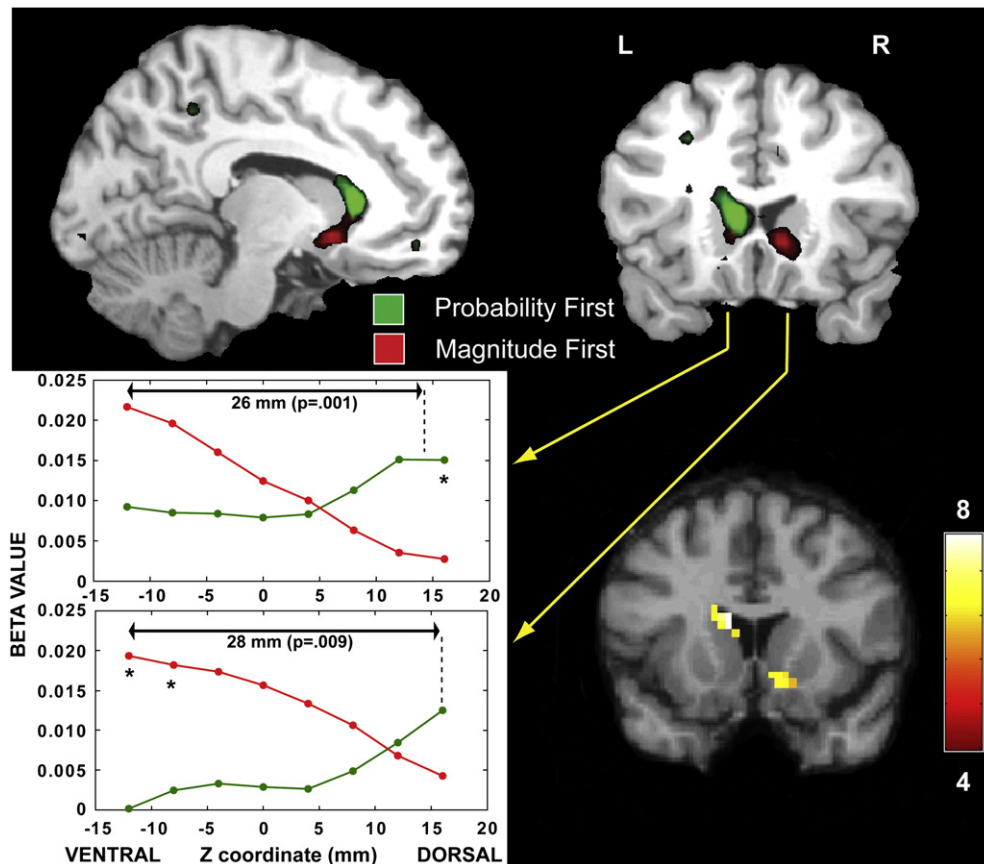 L R
Probability First
Magnitude First
0.025
0.020
0.015
0.010
0.005
0
26 mm (p=.001)
*
-15 -10 -5 0 5 10 15 20
BETA VALUE
0.025
0.020
0.015
0.010
0.005
0
28 mm (p=.009)
* *
-15 -10 -5 0 5 10 15 20
VENTRAL Z coordinate (mm) DORSAL
8
4